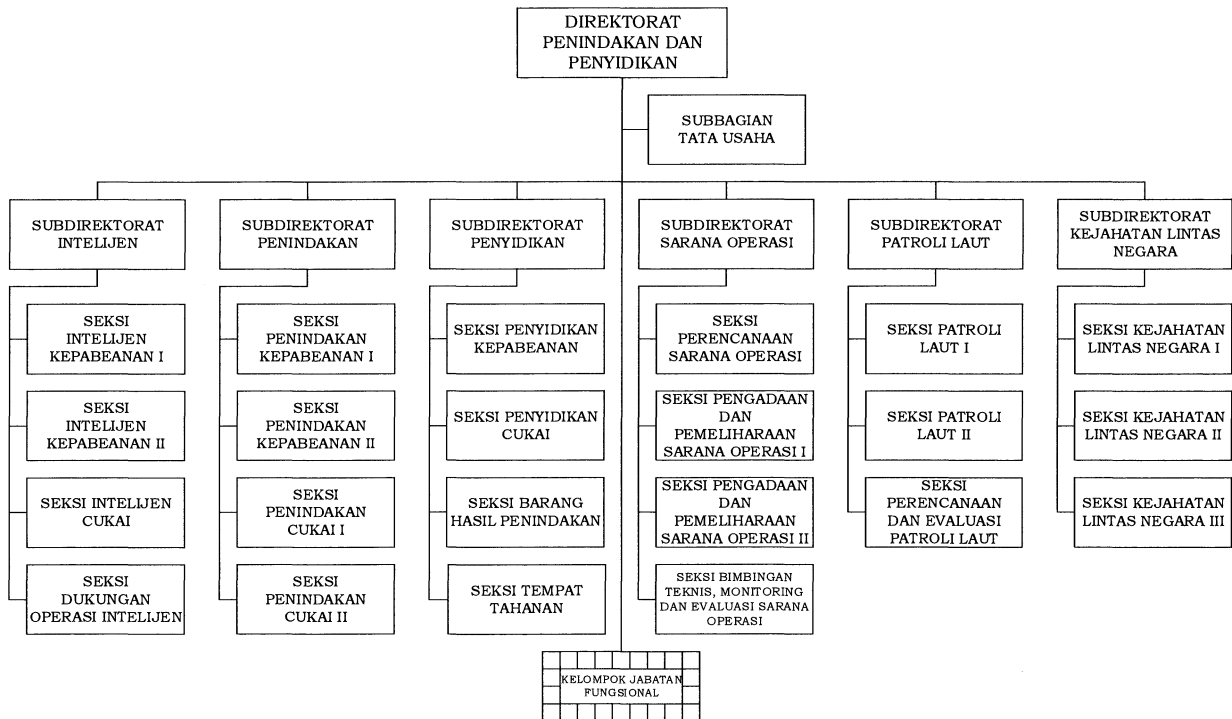 DIREKTORAT
PENINDAKAN DAN
PENYIDIKAN
SUBBAGIAN
TATA USAHA
SUBDIREKTORAT
INTELIJEN
SUBDIREKTORAT
PENINDAKAN
SUBDIREKTORAT
PENYIDIKAN
SUBDIREKTORAT
SARANA OPERASI
SUBDIREKTORAT
PATROLI LAUT
SUBDIREKTORAT
KEJAHATAN LINTAS
NEGARA
SEKSI
INTELIJEN
KEPABEANAN I
SEKSI
PENINDAKAN
KEPABEANAN I
SEKSI PENYIDIKAN
KEPABEANAN
SEKSI
PERENCANAAN
SARANA OPERASI
SEKSI PATROLI
LAUT I
SEKSI KEJAHATAN
LINTAS NEGARA I
SEKSI
INTELIJEN
KEPABEANAN II
SEKSI
PENINDAKAN
KEPABEANAN II
SEKSI PENYIDIKAN
CUKAI
SEKSI PENGADAAN
DAN
PEMELIHARAAN
SARANA OPERASI I
SEKSI PATROLI
LAUT II
SEKSI KEJAHATAN
LINTAS NEGARA II
SEKSI INTELIJEN
CUKAI
SEKSI
PENINDAKAN
CUKAI I
SEKSI BARANG
HASIL PENINDAKAN
SEKSI PENGADAAN
DAN
PEMELIHARAAN
SARANA OPERASI II
SEKSI
PERENCANAAN
DAN EVALUASI
PATROLI LAUT
SEKSI KEJAHATAN
LINTAS NEGARA III
SEKSI
DUKUNGAN
OPERASI INTELIJEN
SEKSI
PENINDAKAN
CUKAI II
SEKSI TEMPAT
TAHANAN
SEKSI BIMBINGAN
TEKNIS, MONITORING
DAN EVALUASI SARANA
OPERASI
KELOMPOK JABATAN
FUNGSIONAL